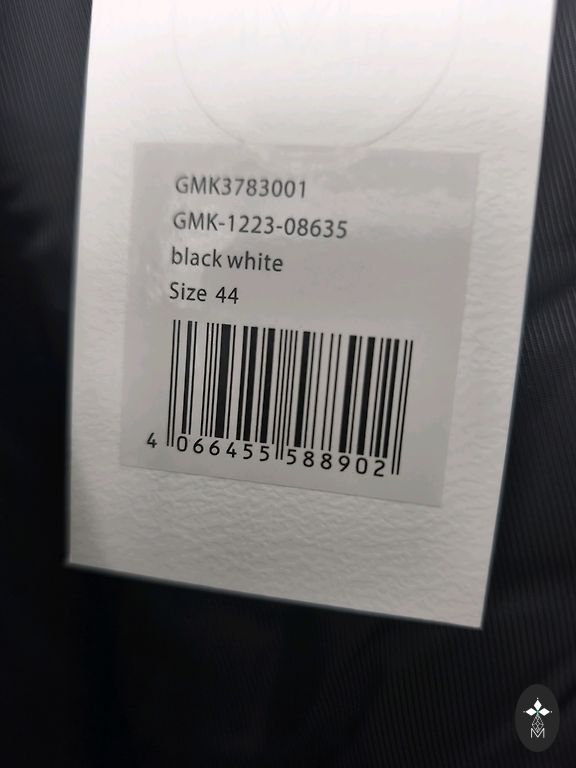 GMK3783001
GMK-1223-08635
black white
Size 44
4 066455 588902
M